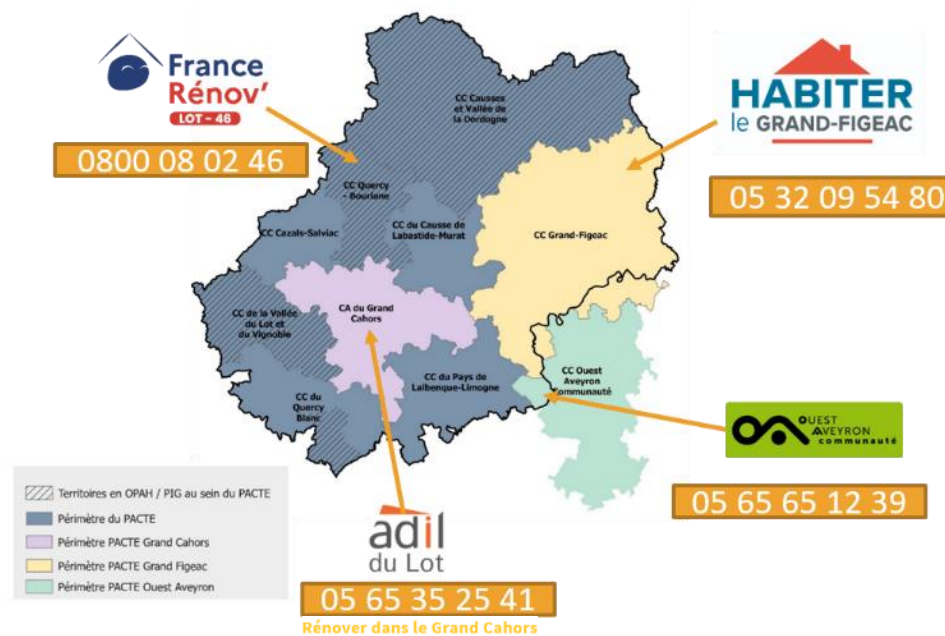 France
Rénov'
LOT - 46
0800 08 02 46
HABITER
le GRAND-FIGEAC
05 32 09 54 80
CC Causses
et Vallée de
la Dordogne
CC Quercy
- Bouriane
CC Cazals-Salviac
CC du Causse de
Labastide-Murat
CC Grand-Figeac
CC de la Vallée
du Lot et
du Vignoble
CA du Grand
Cahors
CC du Pays de
Lalbenque-Limogne
CC du
Quercy
Blanc
CC Ouest
Aveyron
Communauté
OUEST
AVEYRON
communauté
05 65 65 12 39
Territoires en OPAH / PIG au sein du PACTE
Périmètre du PACTE
Périmètre PACTE Grand Cahors
Périmètre PACTE Grand Figeac
Périmètre PACTE Ouest Aveyron
adil
du Lot
05 65 35 25 41
Rénover dans le Grand Cahors